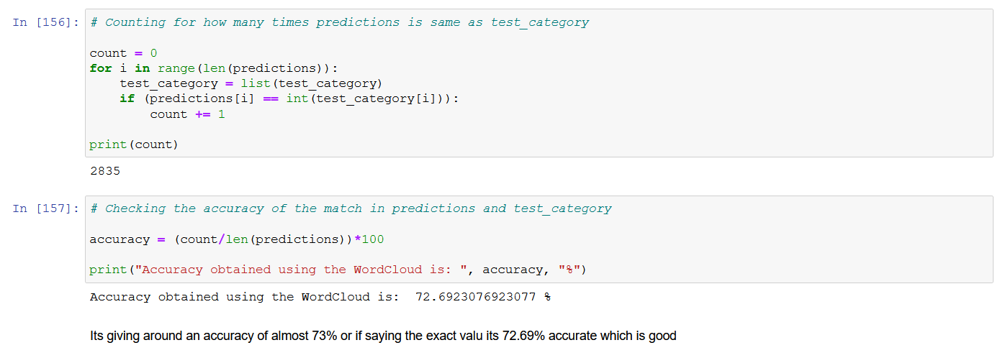 In [156]: # Counting for how many times predictions is same as test_category
count = 0
for i in range(len(predictions)):
    test_category = list(test_category)
    if (predictions[i] == int(test_category[i])):
        count += 1
print(count)
2835
In [157]: # Checking the accuracy of the match in predictions and test_category
accuracy = (count/len(predictions))*100
print("Accuracy obtained using the WordCloud is: ", accuracy, "%")
Accuracy obtained using the WordCloud is:  72.6923076923077 %
Its giving around an accuracy of almost 73% or if saying the exact valu its 72.69% accurate which is good